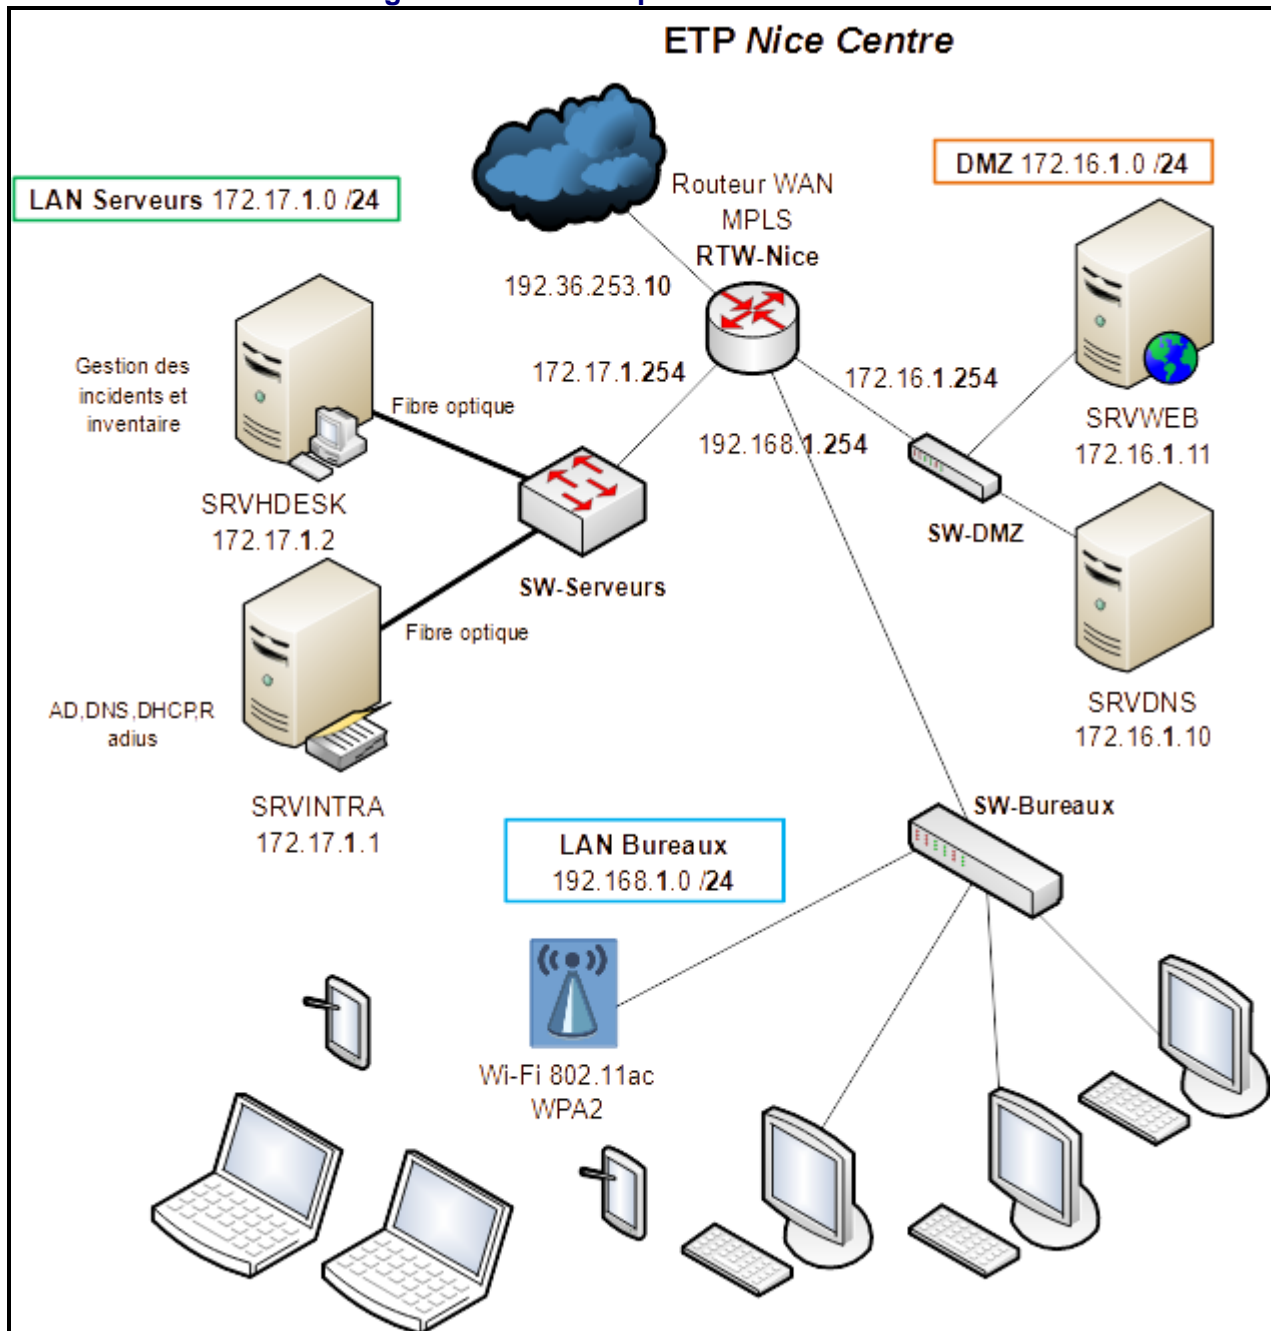 ETP Nice Centre
LAN Serveurs 172.17.1.0 /24
DMZ 172.16.1.0 /24
Routeur WAN
MPLS
RTW-Nice
192.36.253.10
172.17.1.254
172.16.1.254
192.168.1.254
Gestion des
incidents et
inventaire
Fibre optique
SRVHDESK
172.17.1.2
SW-Serveurs
SRVWEB
172.16.1.11
SW-DMZ
Fibre optique
AD,DNS,DHCP,R
adius
SRVINTRA
172.17.1.1
SRVDNS
172.16.1.10
SW-Bureaux
LAN Bureaux
192.168.1.0 /24
Wi-Fi 802.11ac
WPA2